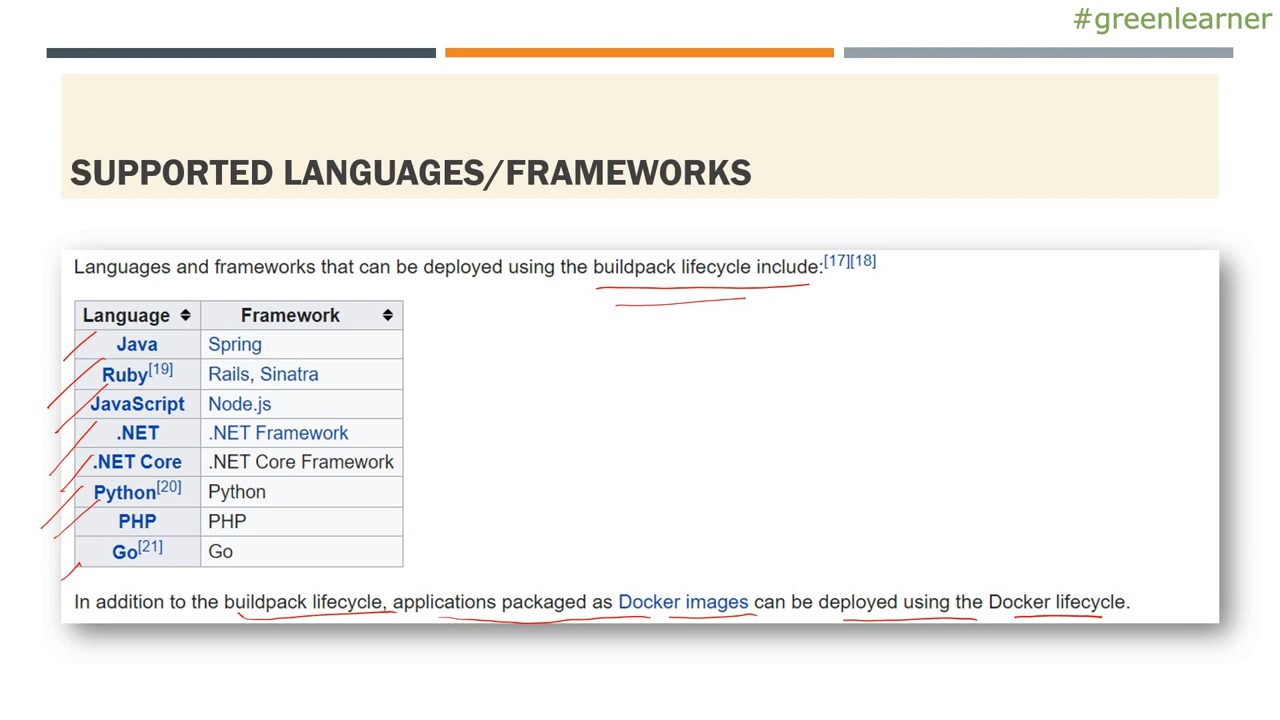 #greenlearner
SUPPORTED LANGUAGES/FRAMEWORKS
Languages and frameworks that can be deployed using the buildpack lifecycle include:[17][18]
Language Framework
Java Spring
Ruby[19] Rails, Sinatra
JavaScript Node.js
.NET .NET Framework
.NET Core .NET Core Framework
Python[20] Python
PHP PHP
Go[21] Go
In addition to the buildpack lifecycle, applications packaged as Docker images can be deployed using the Docker lifecycle.